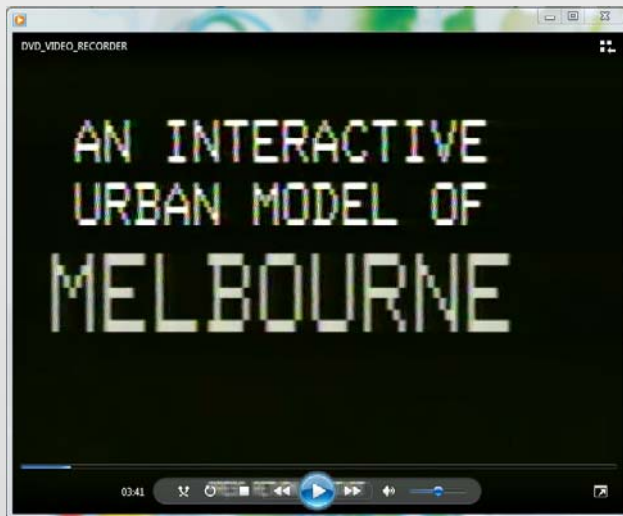 DVD_VIDEO_RECORDER
AN INTERACTIVE
URBAN MODEL OF
MELBOURNE
03:41